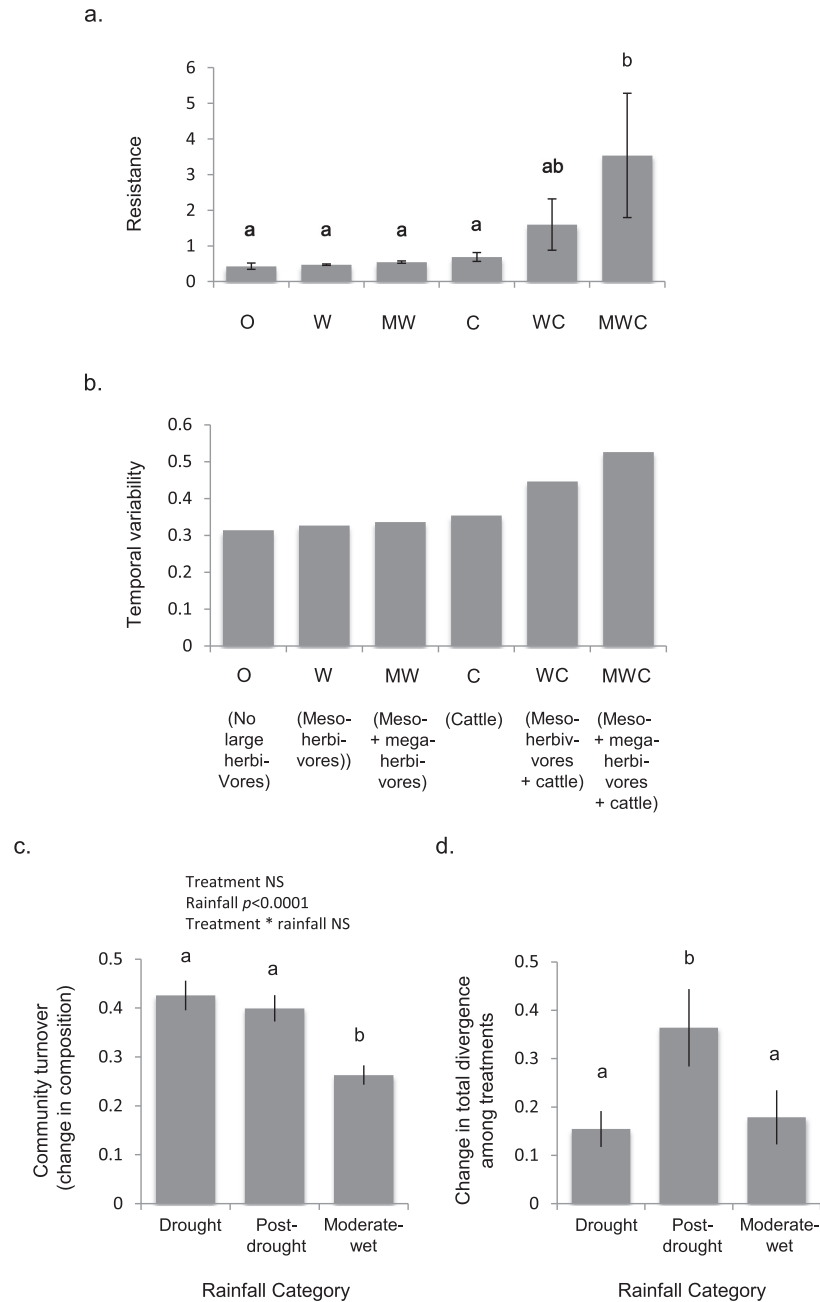 a.
6
5
4
3
2
1
0
Resistance
a
a
a
a
ab
b
O
W
MW
C
WC
MWC
b.
0.6
0.5
0.4
0.3
0.2
0.1
0
Temporal variability
O
W
MW
C
WC
MWC
(No
large
herbi-
Vores)
(Meso-
herbi-
vores))
(Meso-
+ mega-
herbi-
vores)
(Cattle)
(Meso-
herbiv-
vores
+ cattle)
(Meso-
+ mega-
herbi-
vores
+ cattle)
c.
Treatment NS
Rainfall p<0.0001
Treatment * rainfall NS
0.5
0.4
0.3
0.2
0.1
0
Community turnover
(change in composition)
a
a
b
Drought
Post-
drought
Moderate-
wet
Rainfall Category
d.
0.5
0.4
0.3
0.2
0.1
0
Change in total divergence
among treatments
a
b
a
Drought
Post-
drought
Moderate-
wet
Rainfall Category